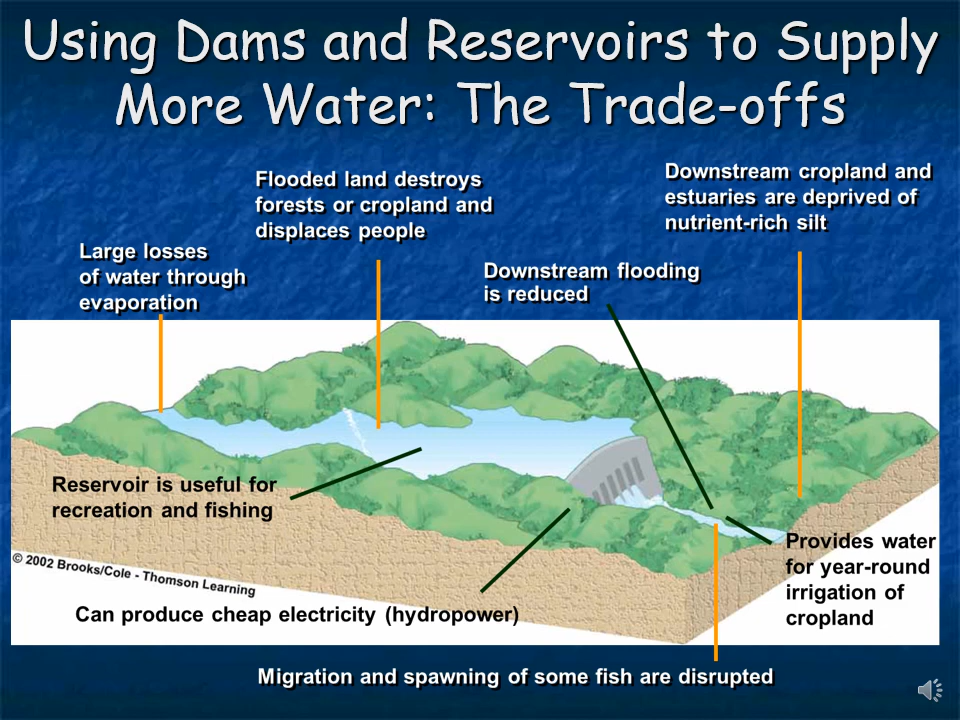 Using Dams and Reservoirs to Supply
More Water: The Trade-offs
Flooded land destroys
forests or cropland and
displaces people
Downstream cropland and
estuaries are deprived of
nutrient-rich silt
Large losses
of water through
evaporation
Downstream flooding
is reduced
Reservoir is useful for
recreation and fishing
Provides water
for year-round
irrigation of
cropland
© 2002 Brooks/Cole - Thomson Learning
Can produce cheap electricity (hydropower)
Migration and spawning of some fish are disrupted